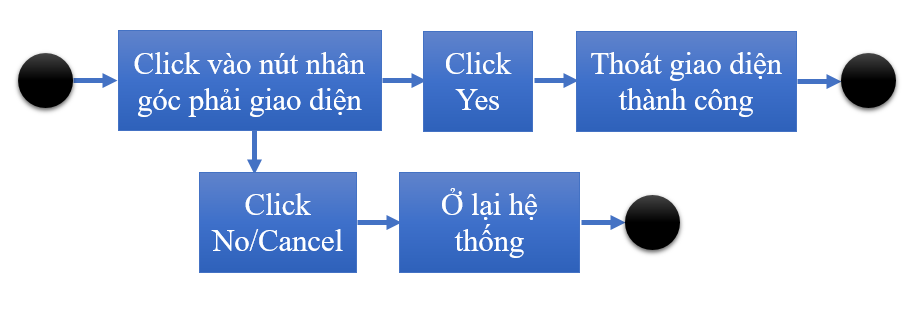 Click vào nút nhân
góc phải giao diện
Click
Yes
Thoát giao diện
thành công
Click
No/Cancel
Ở lại hệ
thống